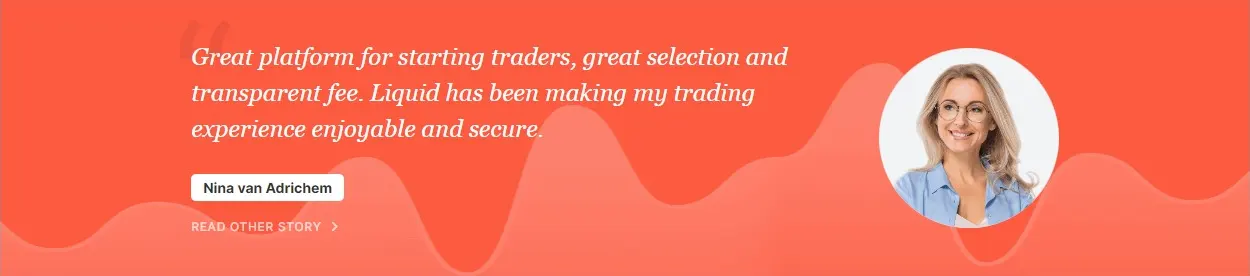 “
Great platform for starting traders, great selection and
transparent fee. Liquid has been making my trading
experience enjoyable and secure.
Nina van Adrichem
READ OTHER STORY >